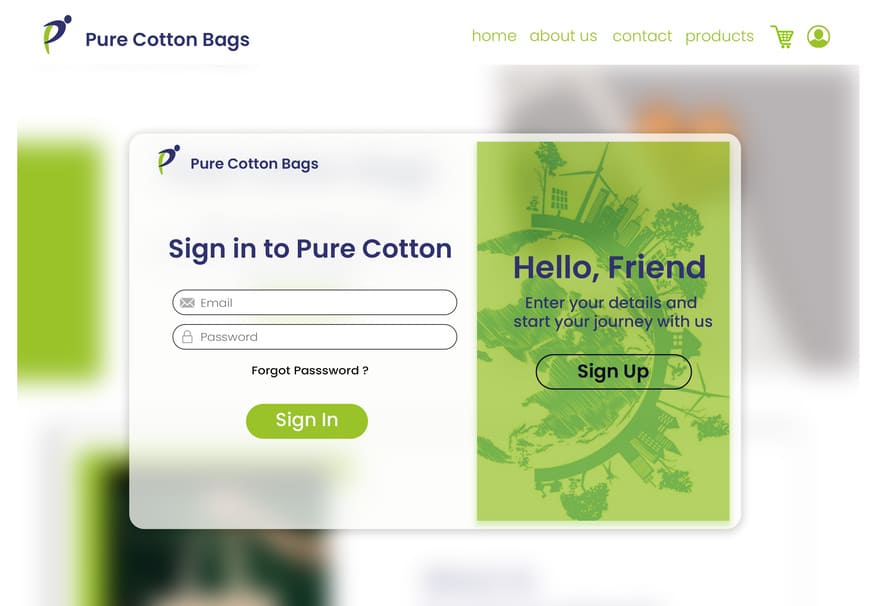 Pure Cotton Bags
home about us contact products
Pure Cotton Bags
Sign in to Pure Cotton
Email
Password
Forgot Passsword ?
Sign In
Hello, Friend
Enter your details and
start your journey with us
Sign Up